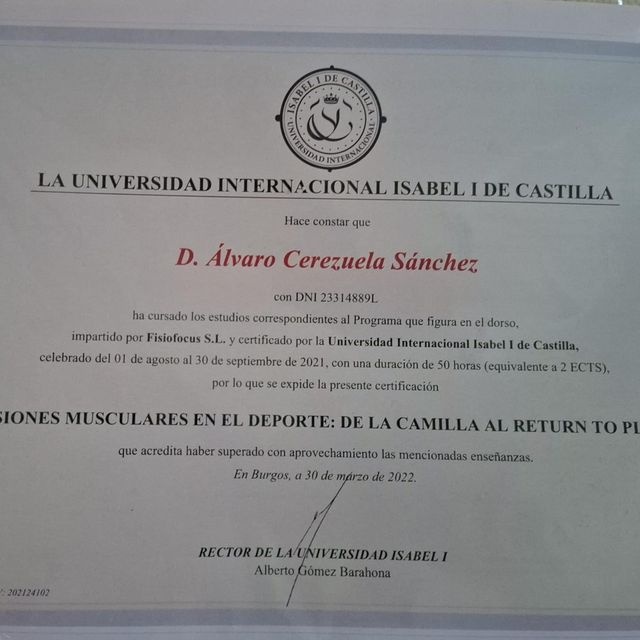 ISABEL I DE CASTILLA
UNIVERSIDAD INTERNACIONAL
LA UNIVERSIDAD INTERNACIONAL ISABEL I DE CASTILLA
Hace constar que
D. Álvaro Cerezuela Sánchez
con DNI 23314889L
ha cursado los estudios correspondientes al Programa que figura en el dorso,
impartido por Fisiofocus S.L. y certificado por la Universidad Internacional Isabel I de Castilla,
celebrado del 01 de agosto al 30 de septiembre de 2021, con una duración de 50 horas (equivalente a 2 ECTS),
por lo que se expide la presente certificación
SIONES MUSCULARES EN EL DEPORTE: DE LA CAMILLA AL RETURN TO PL
que acredita haber superado con aprovechamiento las mencionadas enseñanzas.
En Burgos, a 30 de marzo de 2022.
RECTOR DE LA UNIVERSIDAD ISABEL I
Alberto Gómez Barahona
: 202124102